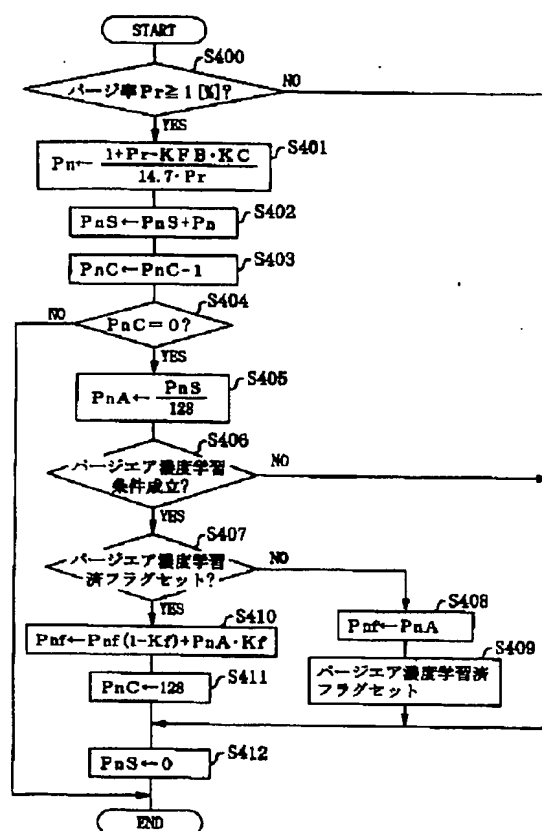 START
S400
パージ率Pr≧1[%]?
NO
YES
S401
Pn←
1+Pr−KFB・KC
14.7・Pr
S402
PnS←PnS+Pn
S403
PnC←PnC−1
S404
NO
PnC=0?
YES
S405
PnA←
PnS
128
S406
パージエア濃度学習
条件成立?
NO
YES
S407
パージエア濃度学習
済フラグセット?
NO
YES
S408
Pnf←PnA
S409
パージエア濃度学習済
フラグセット
S410
Pnf←Pnf(1−Kf)+PnA・Kf
S411
PnC←128
S412
PnS←0
END